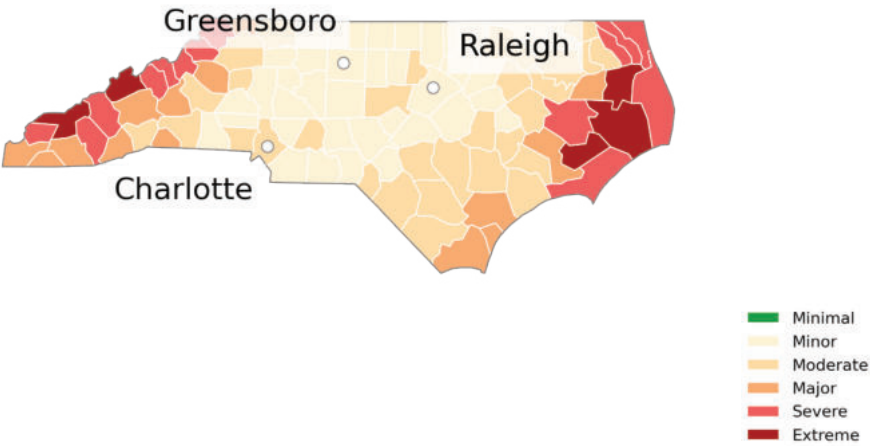 Greensboro
Raleigh
Charlotte
Minimal
Minor
Moderate
Major
Severe
Extreme